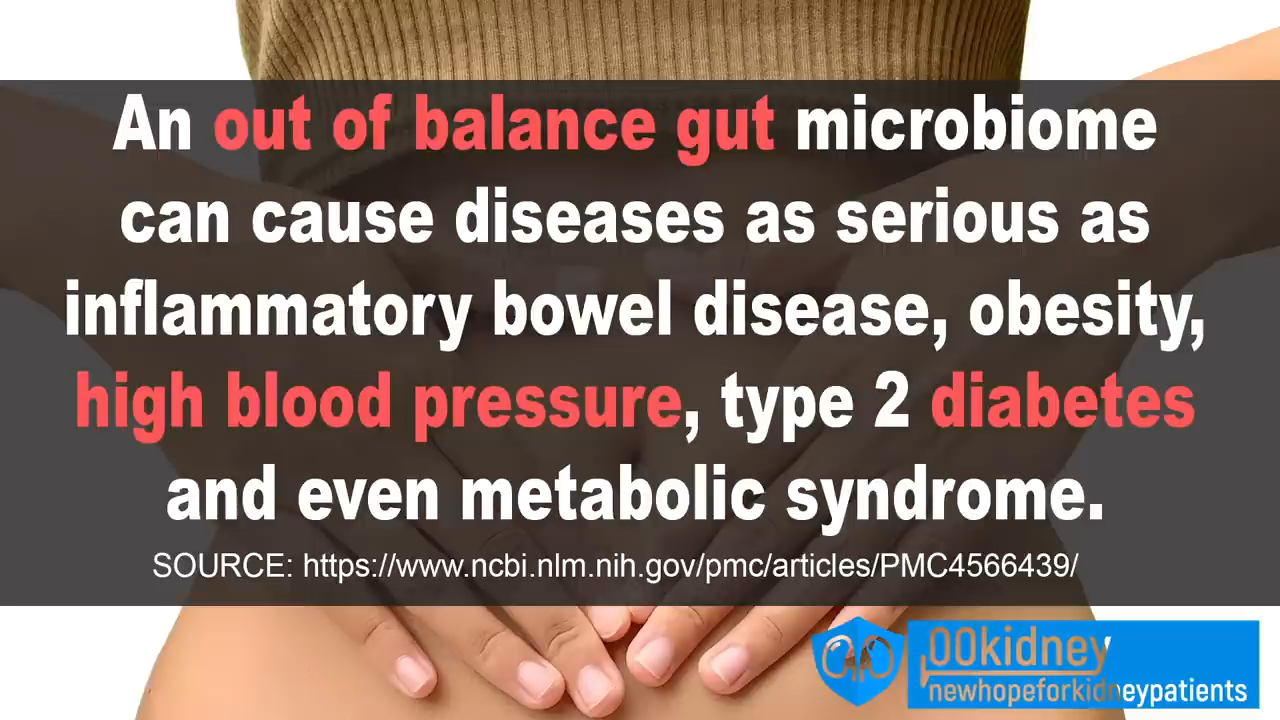 An out of balance gut microbiome
can cause diseases as serious as
inflammatory bowel disease, obesity,
high blood pressure, type 2 diabetes
and even metabolic syndrome.
SOURCE: https://www.ncbi.nlm.nih.gov/pmc/articles/PMC4566439/
00kidney
newhopeforkidneypatients